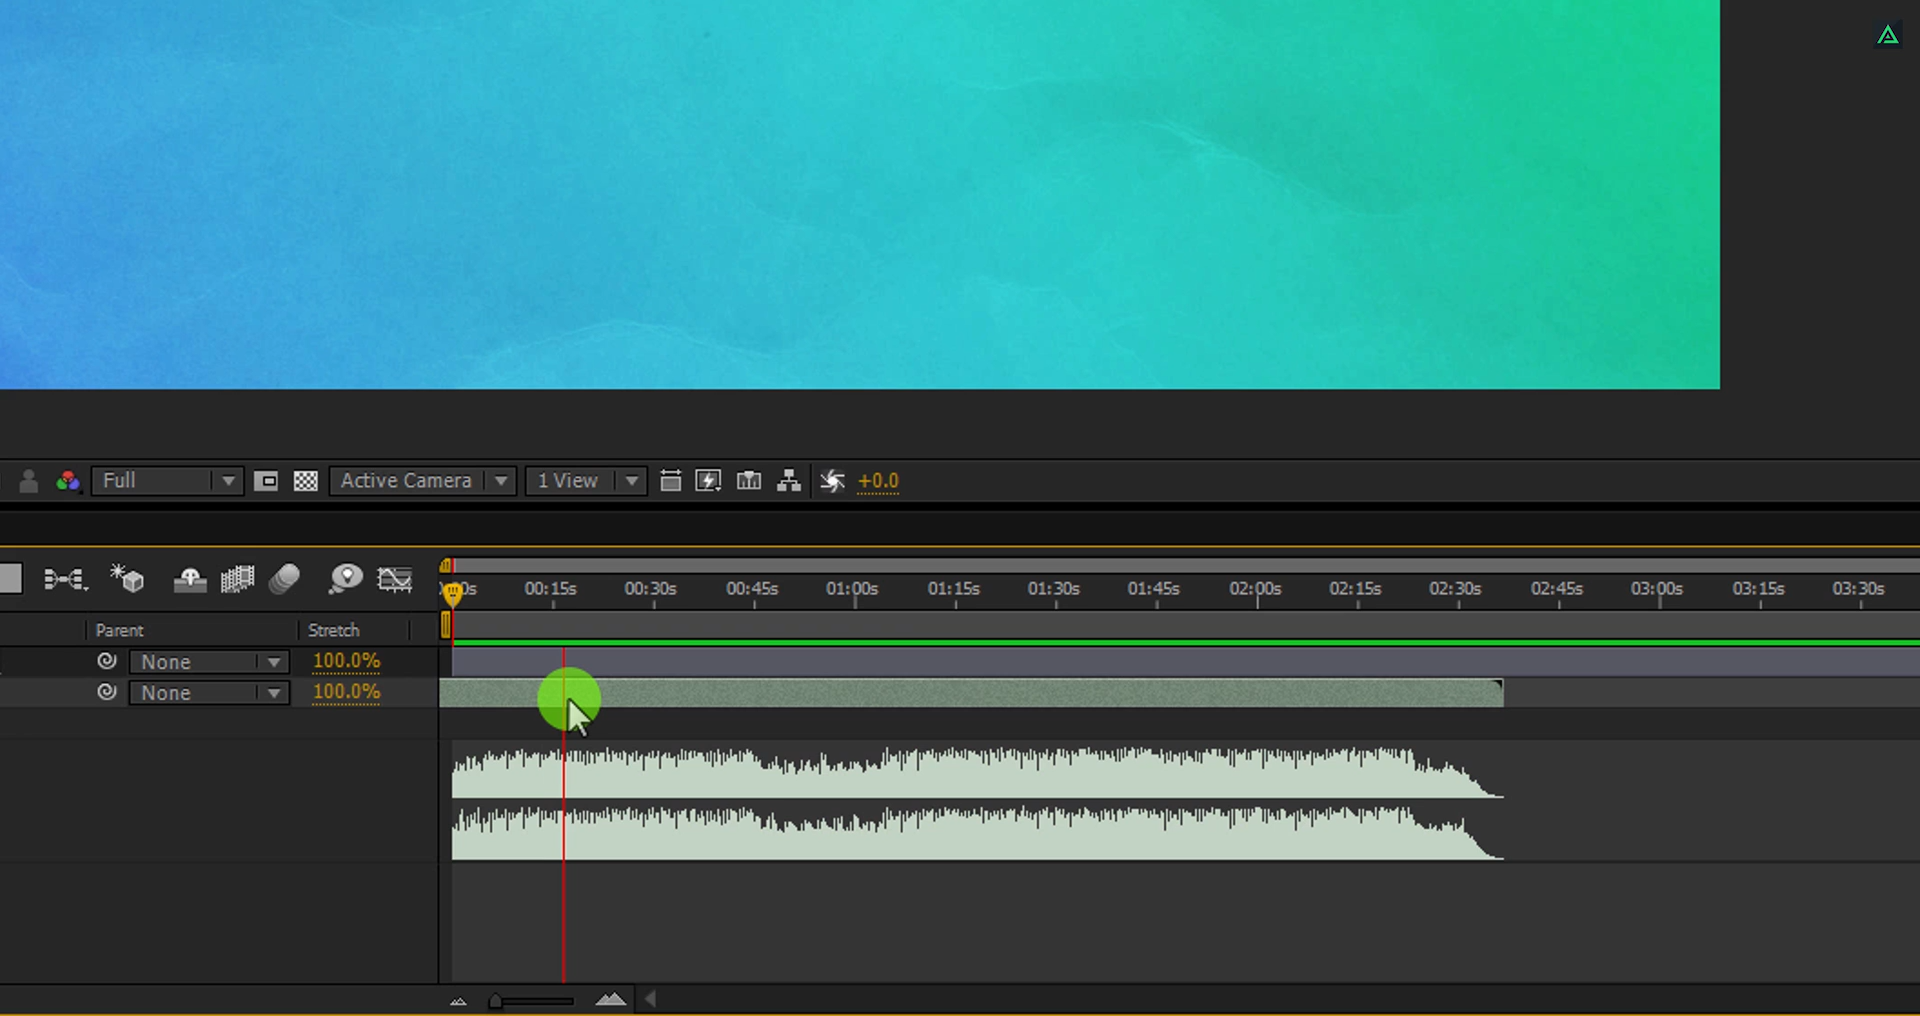 Full Active Camera 1 View +0.0
0s 00:15s 00:30s 00:45s 01:00s 01:15s 01:30s 01:45s 02:00s 02:15s 02:30s 02:45s 03:00s 03:15s 03:30s
Parent Stretch
None 100.0%
None 100.0%